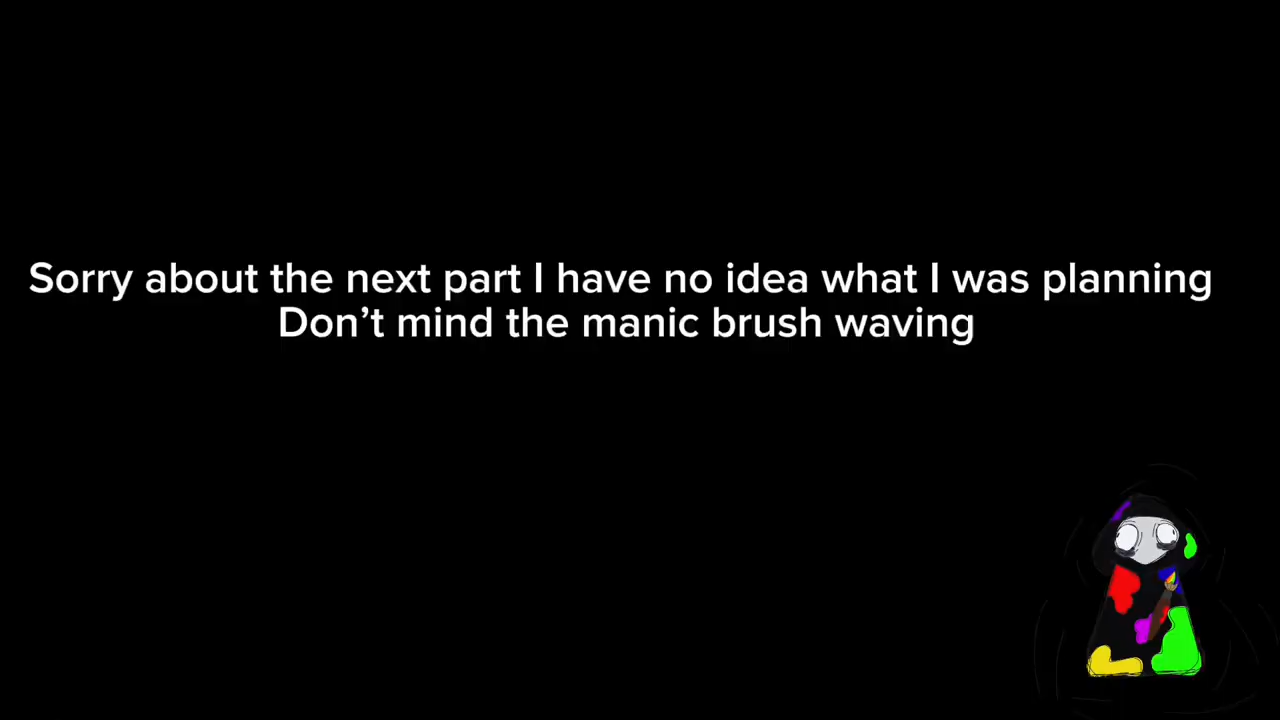 Sorry about the next part I have no idea what I was planning
Don’t mind the manic brush waving